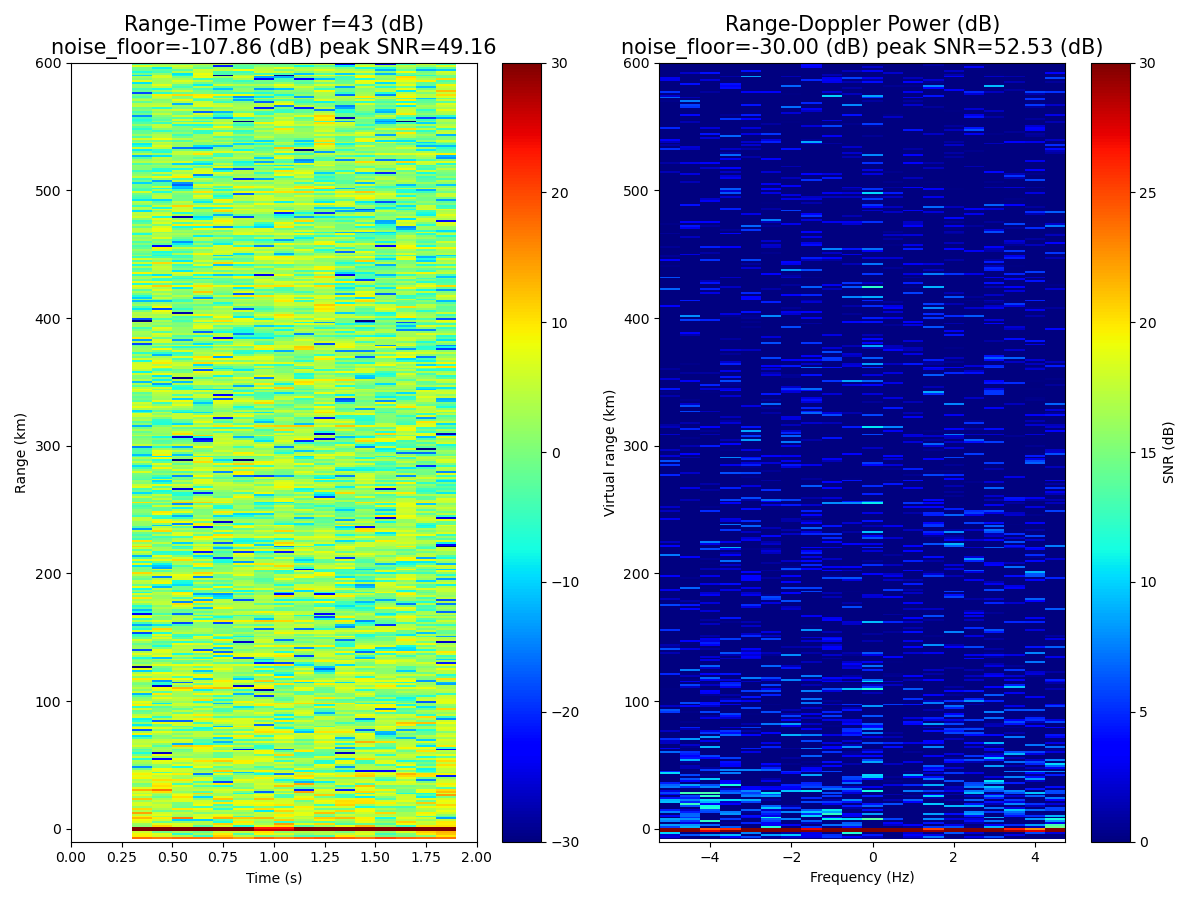 Range-Time Power f=43 (dB)
noise_floor=-107.86 (dB) peak SNR=49.16
600
500
400
300
200
100
0
Range (km)
0.00 0.25 0.50 0.75 1.00 1.25 1.50 1.75 2.00
Time (s)
30
20
10
0
−10
−20
−30
Range-Doppler Power (dB)
noise_floor=-30.00 (dB) peak SNR=52.53 (dB)
600
500
400
300
200
100
0
Virtual range (km)
−4 −2 0 2 4
Frequency (Hz)
30
25
20
15
10
5
0
SNR (dB)